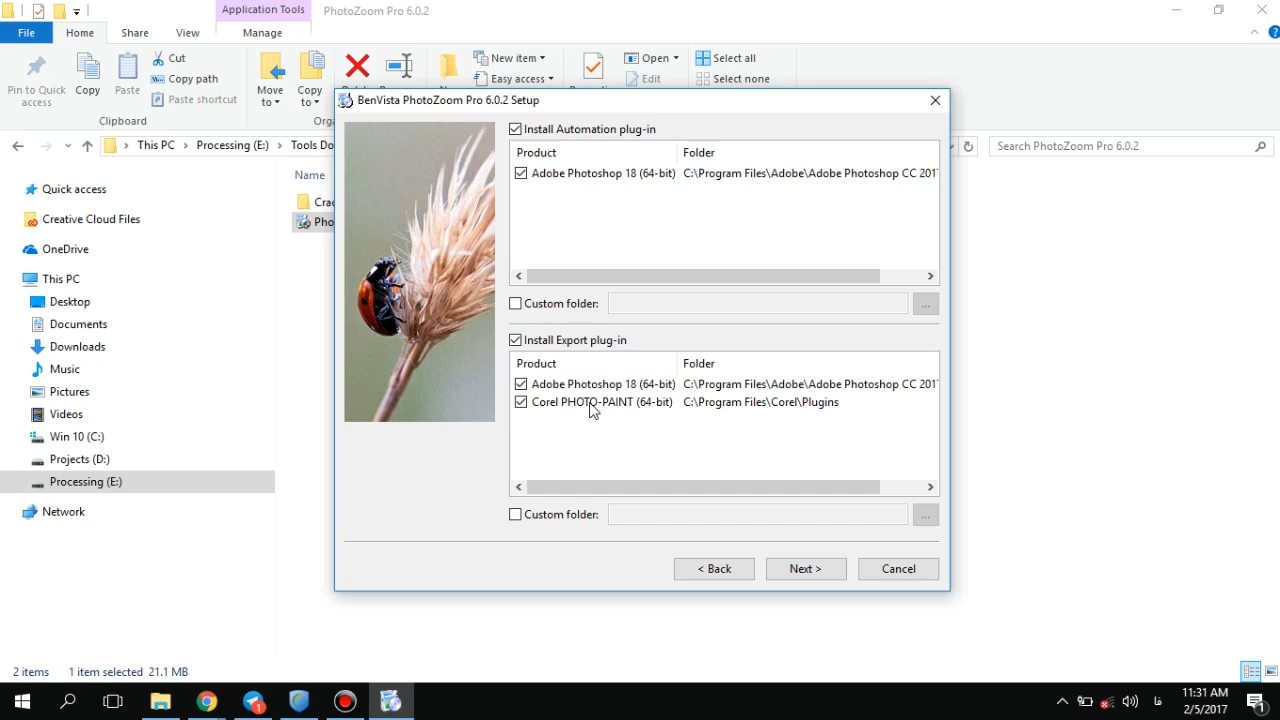 Application Tools
PhotoZoom Pro 6.0.2
File
Home
Share
View
Manage
Pin to Quick
access
Copy
Paste
Cut
Copy path
Paste shortcut
Clipboard
Move
to
Copy
to
New item
Easy access
Open
Edit
Select all
Select none
This PC
Processing (E:)
Search PhotoZoom Pro 6.0.2
Quick access
Creative Cloud Files
OneDrive
This PC
Desktop
Documents
Downloads
Music
Pictures
Videos
Win 10 (C:)
Projects (D:)
Processing (E:)
Network
Name
BenVista PhotoZoom Pro 6.0.2 Setup
Install Automation plug-in
Product Folder
Adobe Photoshop 18 (64-bit) C:\Program Files\Adobe\Adobe Photoshop CC 201
Custom folder: ...
Install Export plug-in
Product Folder
Adobe Photoshop 18 (64-bit) C:\Program Files\Adobe\Adobe Photoshop CC 201
Corel PHOTO-PAINT (64-bit) C:\Program Files\Corel\Plugins
Custom folder: ...
< Back
Next >
Cancel
2 items 1 item selected 21.1 MB
1
فا
11:31 AM
2/5/2017
1